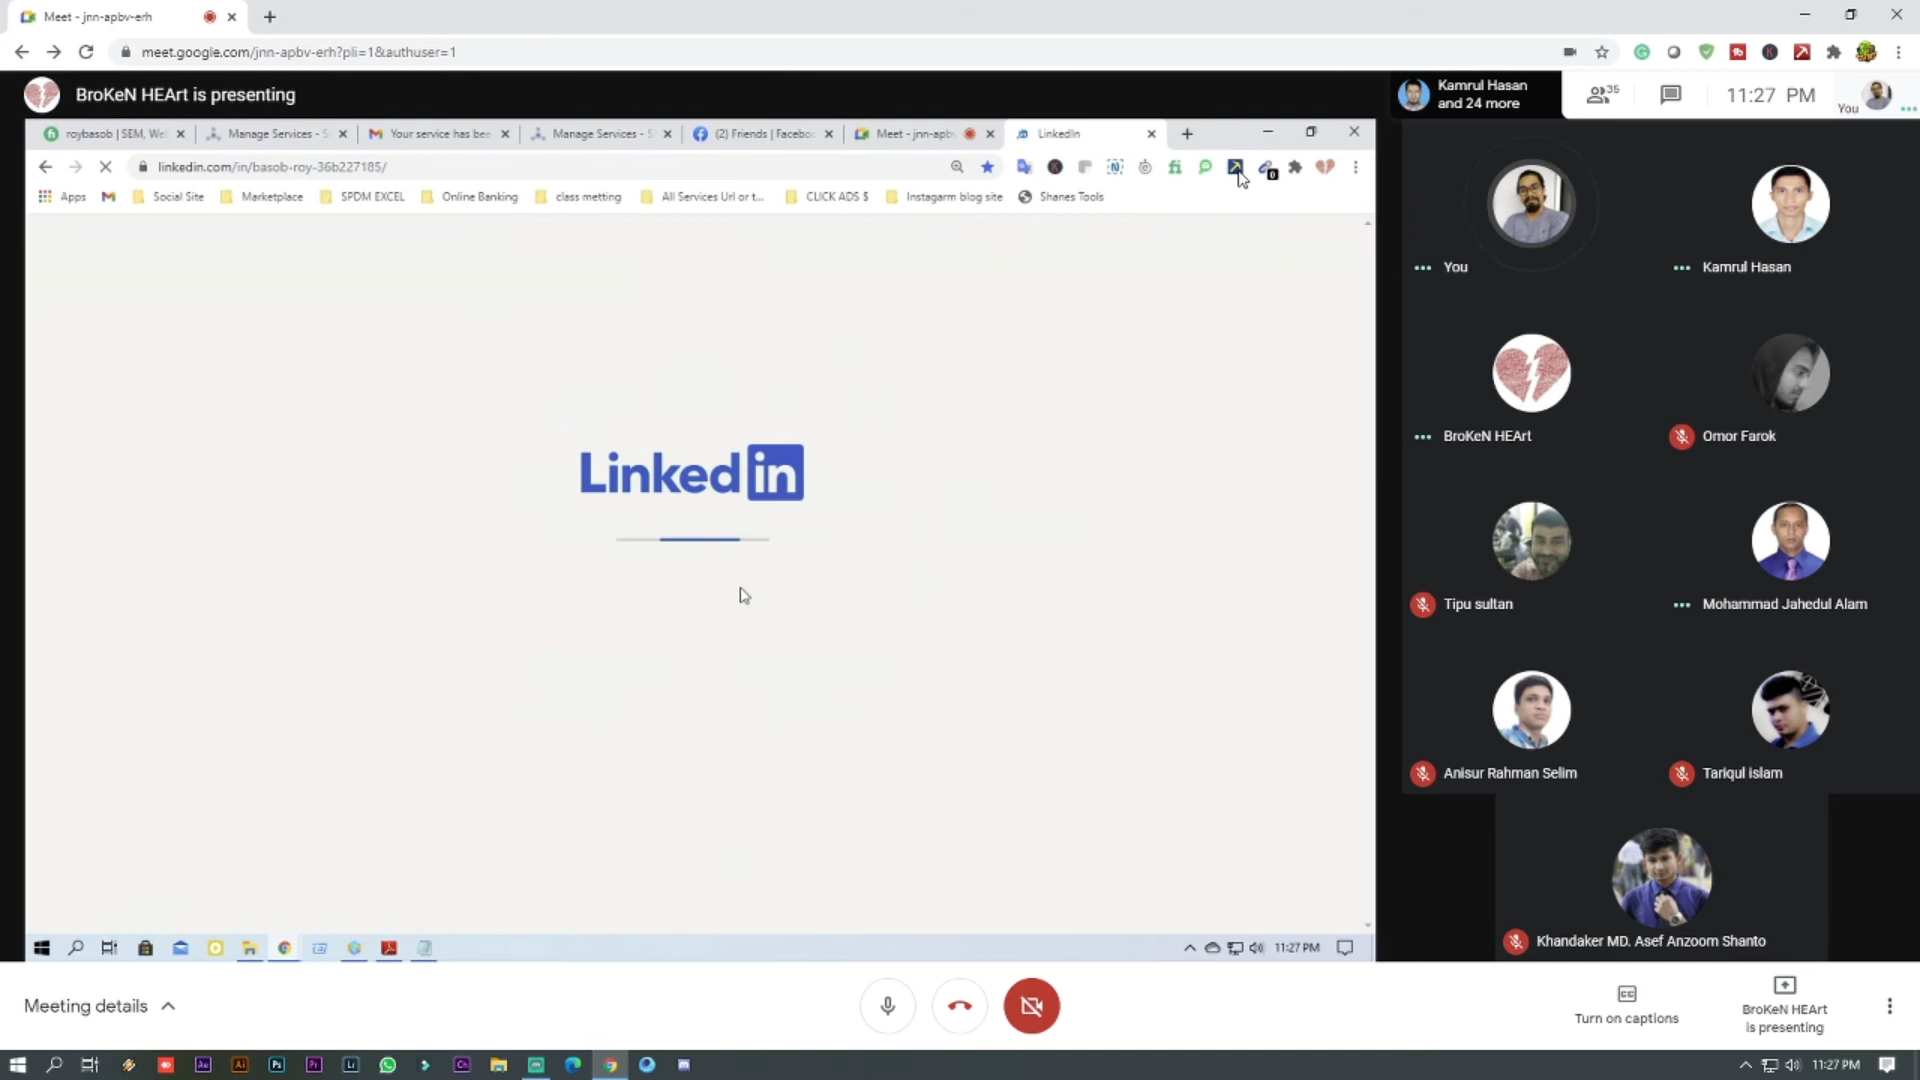 Meet - jnn-apbv-erh
meet.google.com/jnn-apbv-erh?pli=1&authuser=1
BroKeN HEArt is presenting
Kamrul Hasan
and 24 more
35
11:27 PM
You
roybasob | SEM, We
Manage Services - S
Your service has bee
Manage Services - S
(2) Friends | Faceboo
Meet - jnn-apb
LinkedIn
linkedin.com/in/basob-roy-36b227185/
0
Apps
Social Site
Marketplace
SPDM EXCEL
Online Banking
class metting
All Services Url or t...
CLICK ADS $
Instagarm blog site
Shanes Tools
Linked in
You
Kamrul Hasan
BroKeN HEArt
Omor Farok
Tipu sultan
Mohammad Jahedul Alam
Anisur Rahman Selim
Tariqul islam
Khandaker MD. Asef Anzoom Shanto
11:27 PM
Meeting details
Turn on captions
BroKeN HEArt
is presenting
11:27 PM